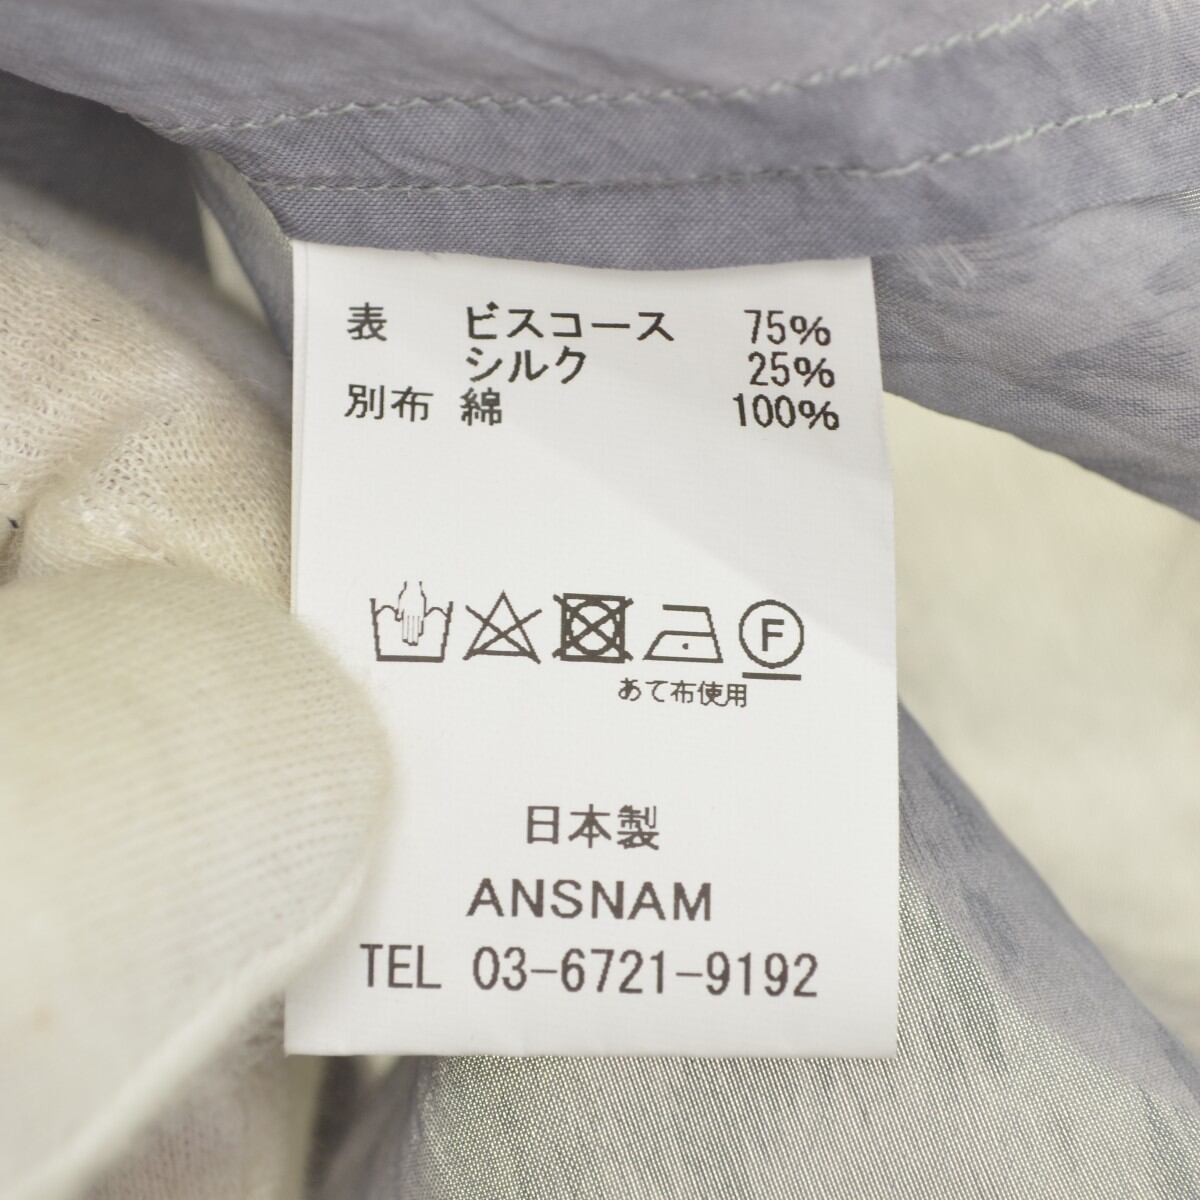 表 ビスコース 75%
シルク 25%
別布 綿 100%
F
あて布使用
日本製
ANSNAM
TEL 03-6721-9192